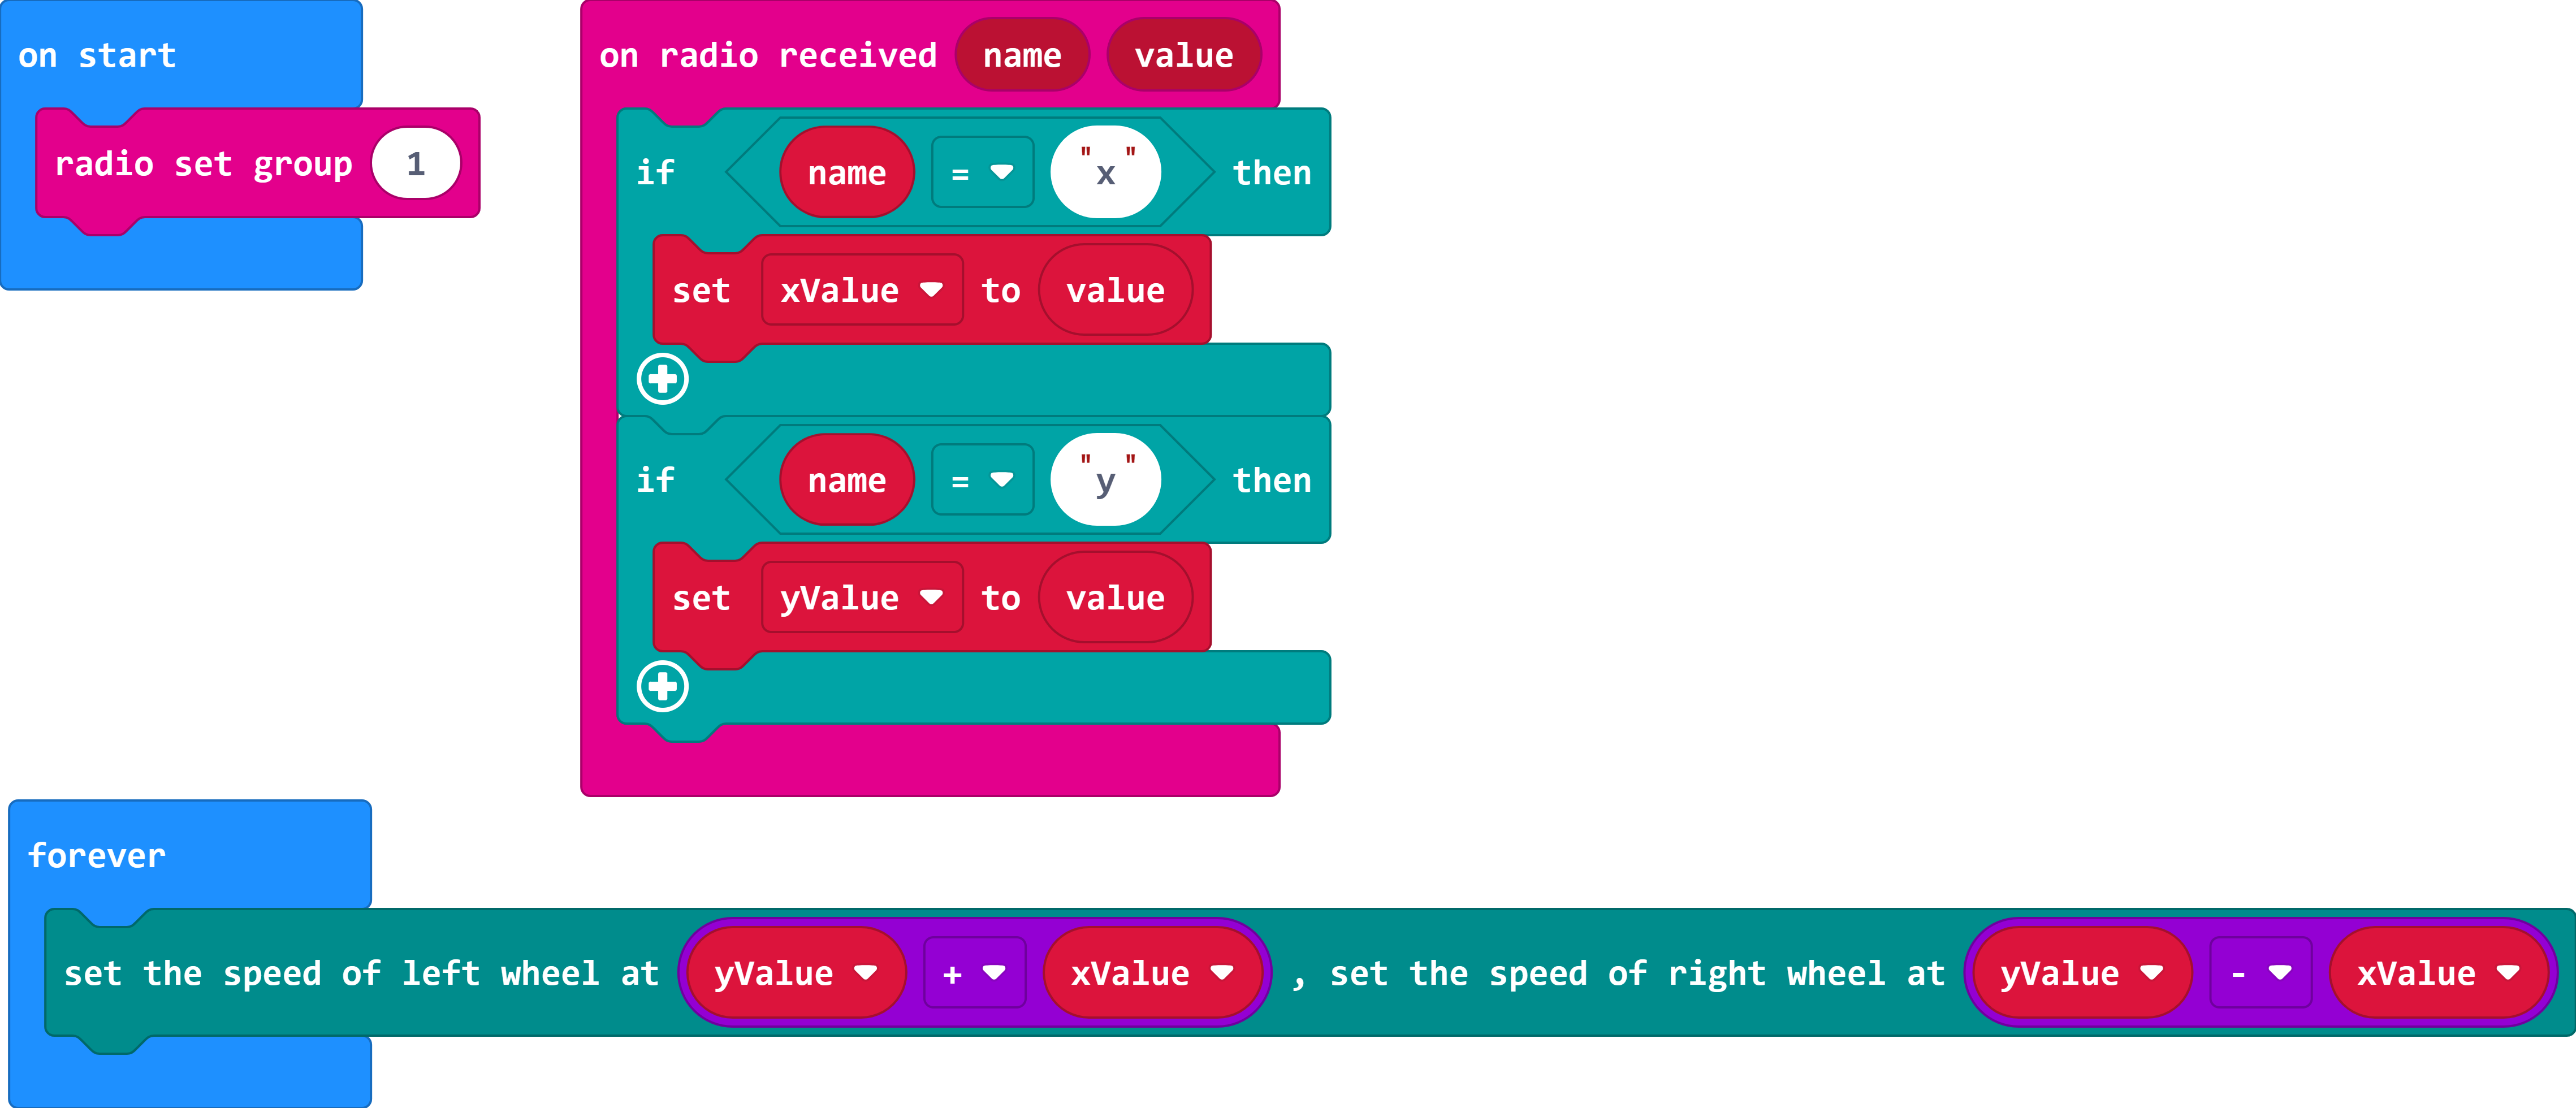 on start
radio set group 1
on radio received name value
if name = "x" then
set xValue to value
if name = "y" then
set yValue to value
forever
set the speed of left wheel at yValue + xValue , set the speed of right wheel at yValue - xValue